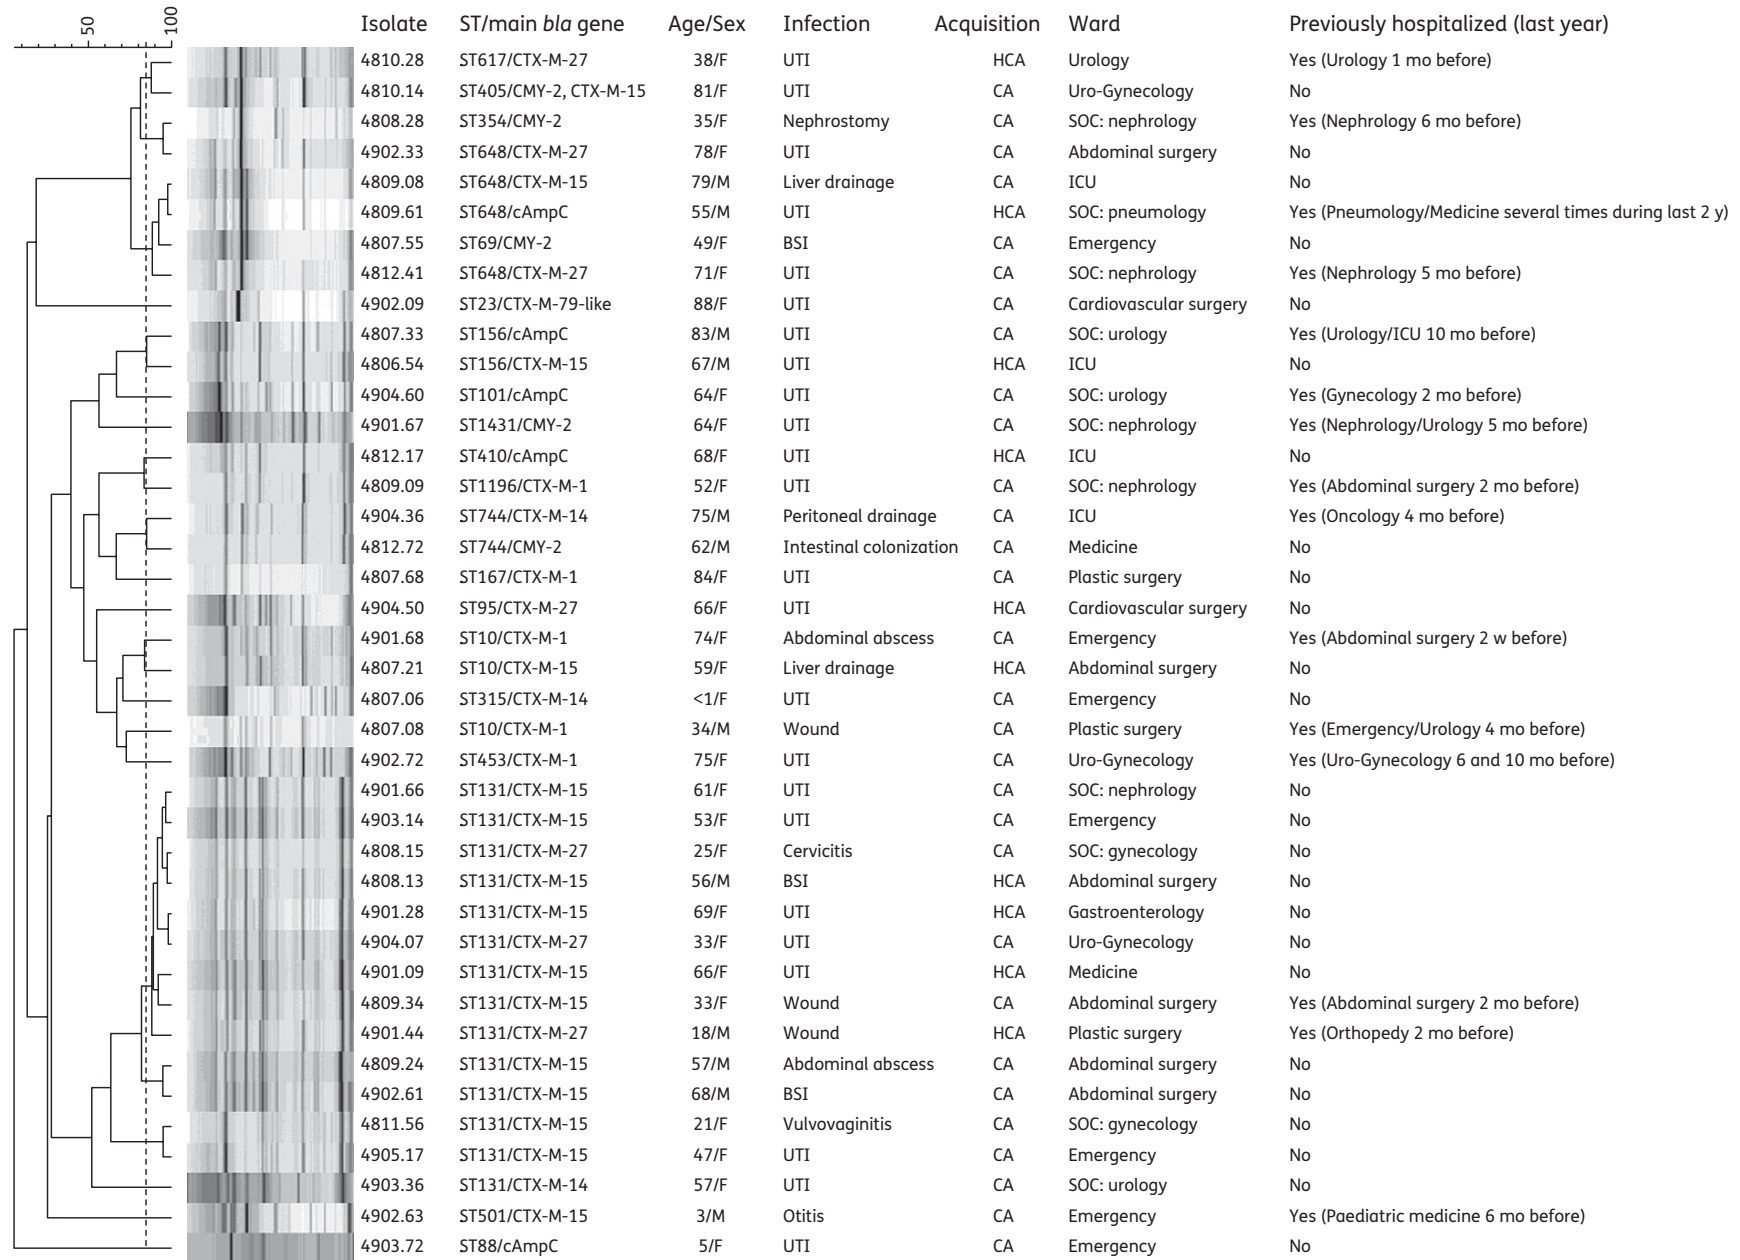 50 100
Isolate ST/main bla gene Age/Sex Infection Acquisition Ward Previously hospitalized (last year)
4810.28 ST617/CTX-M-27 38/F UTI HCA Urology Yes (Urology 1 mo before)
4810.14 ST405/CMY-2, CTX-M-15 81/F UTI CA Uro-Gynecology No
4808.28 ST354/CMY-2 35/F Nephrostomy CA SOC: nephrology Yes (Nephrology 6 mo before)
4902.33 ST648/CTX-M-27 78/F UTI CA Abdominal surgery No
4809.08 ST648/CTX-M-15 79/M Liver drainage CA ICU No
4809.61 ST648/cAmpC 55/M UTI HCA SOC: pneumology Yes (Pneumology/Medicine several times during last 2 y)
4807.55 ST69/CMY-2 49/F BSI CA Emergency No
4812.41 ST648/CTX-M-27 71/F UTI CA SOC: nephrology Yes (Nephrology 5 mo before)
4902.09 ST23/CTX-M-79-like 88/F UTI CA Cardiovascular surgery No
4807.33 ST156/cAmpC 83/M UTI CA SOC: urology Yes (Urology/ICU 10 mo before)
4806.54 ST156/CTX-M-15 67/M UTI HCA ICU No
4904.60 ST101/cAmpC 64/F UTI CA SOC: urology Yes (Gynecology 2 mo before)
4901.67 ST1431/CMY-2 64/F UTI CA SOC: nephrology Yes (Nephrology/Urology 5 mo before)
4812.17 ST410/cAmpC 68/F UTI HCA ICU No
4809.09 ST1196/CTX-M-1 52/F UTI CA SOC: nephrology Yes (Abdominal surgery 2 mo before)
4904.36 ST744/CTX-M-14 75/M Peritoneal drainage CA ICU Yes (Oncology 4 mo before)
4812.72 ST744/CMY-2 62/M Intestinal colonization CA Medicine No
4807.68 ST167/CTX-M-1 84/F UTI CA Plastic surgery No
4904.50 ST95/CTX-M-27 66/F UTI HCA Cardiovascular surgery No
4901.68 ST10/CTX-M-1 74/F Abdominal abscess CA Emergency Yes (Abdominal surgery 2 w before)
4807.21 ST10/CTX-M-15 59/F Liver drainage HCA Abdominal surgery No
4807.06 ST315/CTX-M-14 <1/F UTI CA Emergency No
4807.08 ST10/CTX-M-1 34/M Wound CA Plastic surgery Yes (Emergency/Urology 4 mo before)
4902.72 ST453/CTX-M-1 75/F UTI CA Uro-Gynecology Yes (Uro-Gynecology 6 and 10 mo before)
4901.66 ST131/CTX-M-15 61/F UTI CA SOC: nephrology No
4903.14 ST131/CTX-M-15 53/F UTI CA Emergency No
4808.15 ST131/CTX-M-27 25/F Cervicitis CA SOC: gynecology No
4808.13 ST131/CTX-M-15 56/M BSI HCA Abdominal surgery No
4901.28 ST131/CTX-M-15 69/F UTI HCA Gastroenterology No
4904.07 ST131/CTX-M-27 33/F UTI CA Uro-Gynecology No
4901.09 ST131/CTX-M-15 66/F UTI HCA Medicine No
4809.34 ST131/CTX-M-15 33/F Wound CA Abdominal surgery Yes (Abdominal surgery 2 mo before)
4901.44 ST131/CTX-M-27 18/M Wound HCA Plastic surgery Yes (Orthopedy 2 mo before)
4809.24 ST131/CTX-M-15 57/M Abdominal abscess CA Abdominal surgery No
4902.61 ST131/CTX-M-15 68/M BSI CA Abdominal surgery No
4811.56 ST131/CTX-M-15 21/F Vulvovaginitis CA SOC: gynecology No
4905.17 ST131/CTX-M-15 47/F UTI CA Emergency No
4903.36 ST131/CTX-M-14 57/F UTI CA SOC: urology No
4902.63 ST501/CTX-M-15 3/M Otitis CA Emergency Yes (Paediatric medicine 6 mo before)
4903.72 ST88/cAmpC 5/F UTI CA Emergency No